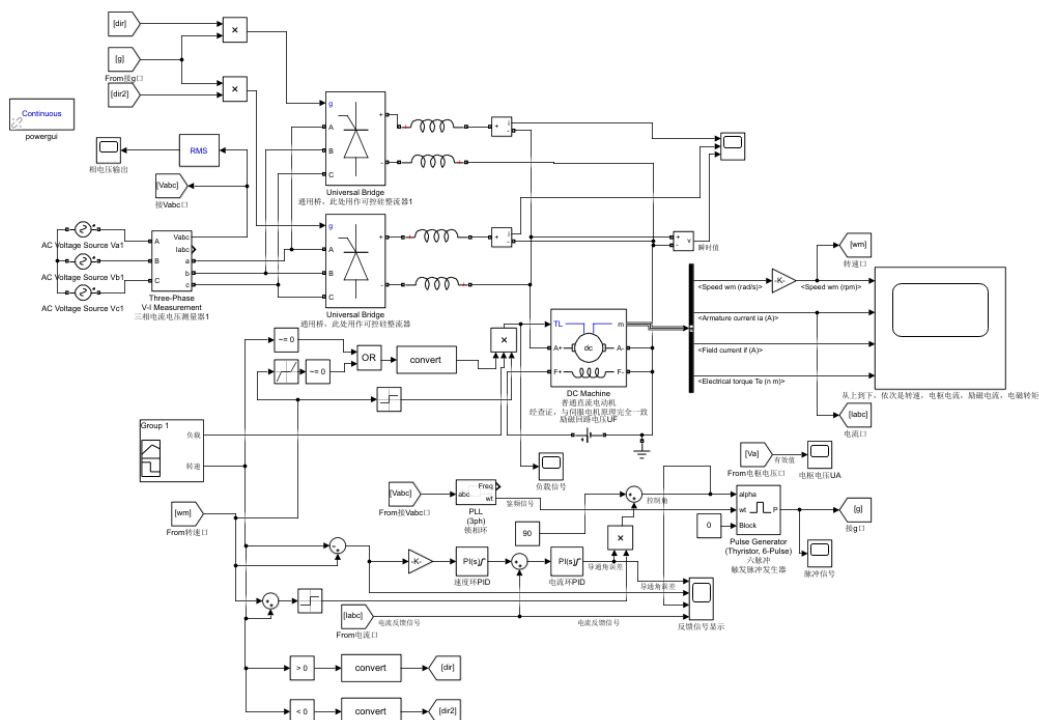 [dir]
×
[g]
From接g口
[dir2]
×
Continuous
powergui
RMS
相电压输出
[Vabc]
接Vabc口
g
A
B
C
+
-
Universal Bridge
通用桥，此处用作可控硅整流器1
g
A
B
C
+
-
Universal Bridge
通用桥，此处用作可控硅整流器
+
i
-
+
i
-
+
-
v
瞬时值
AC Voltage Source Va1
AC Voltage Source Vb1
AC Voltage Source Vc1
A
B
C
Vabc
Iabc
a
b
c
Three-Phase
V-I Measurement
三相电流电压测量器1
[wm]
转速口
-K-
<Speed wm (rad/s)>
<Speed wm (rpm)>
<Armature current ia (A)>
<Field current if (A)>
<Electrical torque Te (n m)>
从上到下，依次是转速，电枢电流，励磁电流，电磁转矩
[Iabc]
电流口
TL
m
A+
dc
A-
F+
F-
DC Machine
普通直流电动机
经查证，与伺服电机原理完全一致
励磁回路电压UF
~= 0
~= 0
OR
convert
×
Group 1
负载
转速
负载信号
[Va]
From电枢电压口
有效值
电枢电压UA
[Vabc]
From接Vabc口
abc
Freq
wt
PLL
(3ph)
锁相环
90
控制角
×
0
alpha
wt
Block
P
Pulse Generator
(Thyristor, 6-Pulse)
六脉冲
触发脉冲发生器
[g]
接g口
脉冲信号
[wm]
From转速口
-K-
PI(s)
速度环PID
PI(s)
电流环PID
导通角误差
导通角误差
[Iabc]
From电流口
电流反馈信号
电流反馈信号
反馈信号显示
> 0
convert
[dir]
< 0
convert
[dir2]